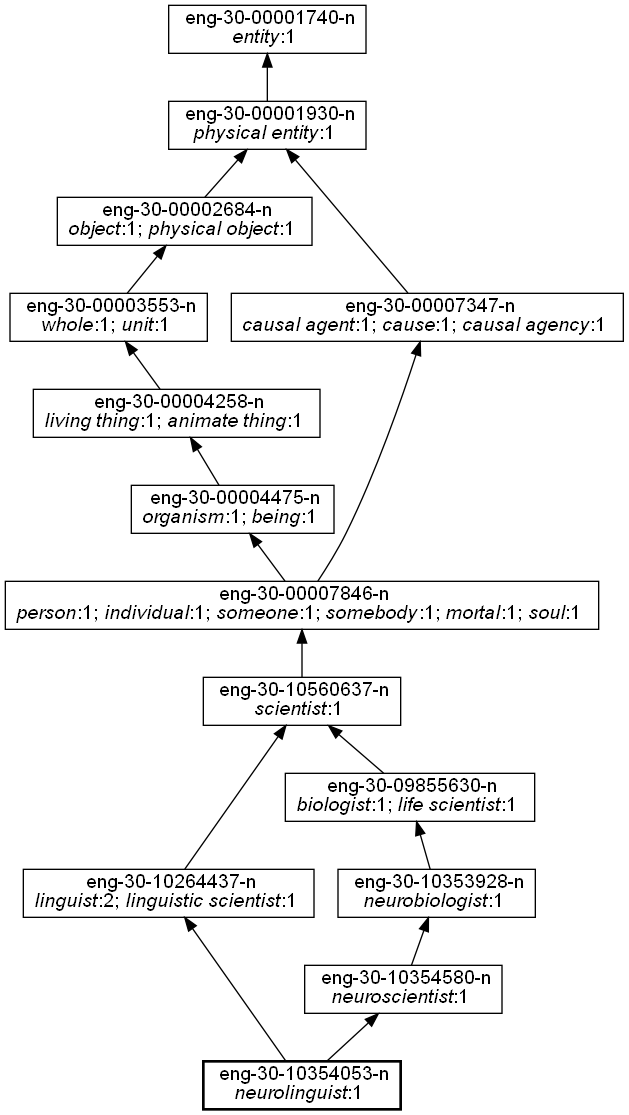 eng-30-00001740-n
entity:1
eng-30-00001930-n
physical entity:1
eng-30-00002684-n
object:1; physical object:1
eng-30-00003553-n
whole:1; unit:1
eng-30-00007347-n
causal agent:1; cause:1; causal agency:1
eng-30-00004258-n
living thing:1; animate thing:1
eng-30-00004475-n
organism:1; being:1
eng-30-00007846-n
person:1; individual:1; someone:1; somebody:1; mortal:1; soul:1
eng-30-10560637-n
scientist:1
eng-30-09855630-n
biologist:1; life scientist:1
eng-30-10264437-n
linguist:2; linguistic scientist:1
eng-30-10353928-n
neurobiologist:1
eng-30-10354580-n
neuroscientist:1
eng-30-10354053-n
neurolinguist:1